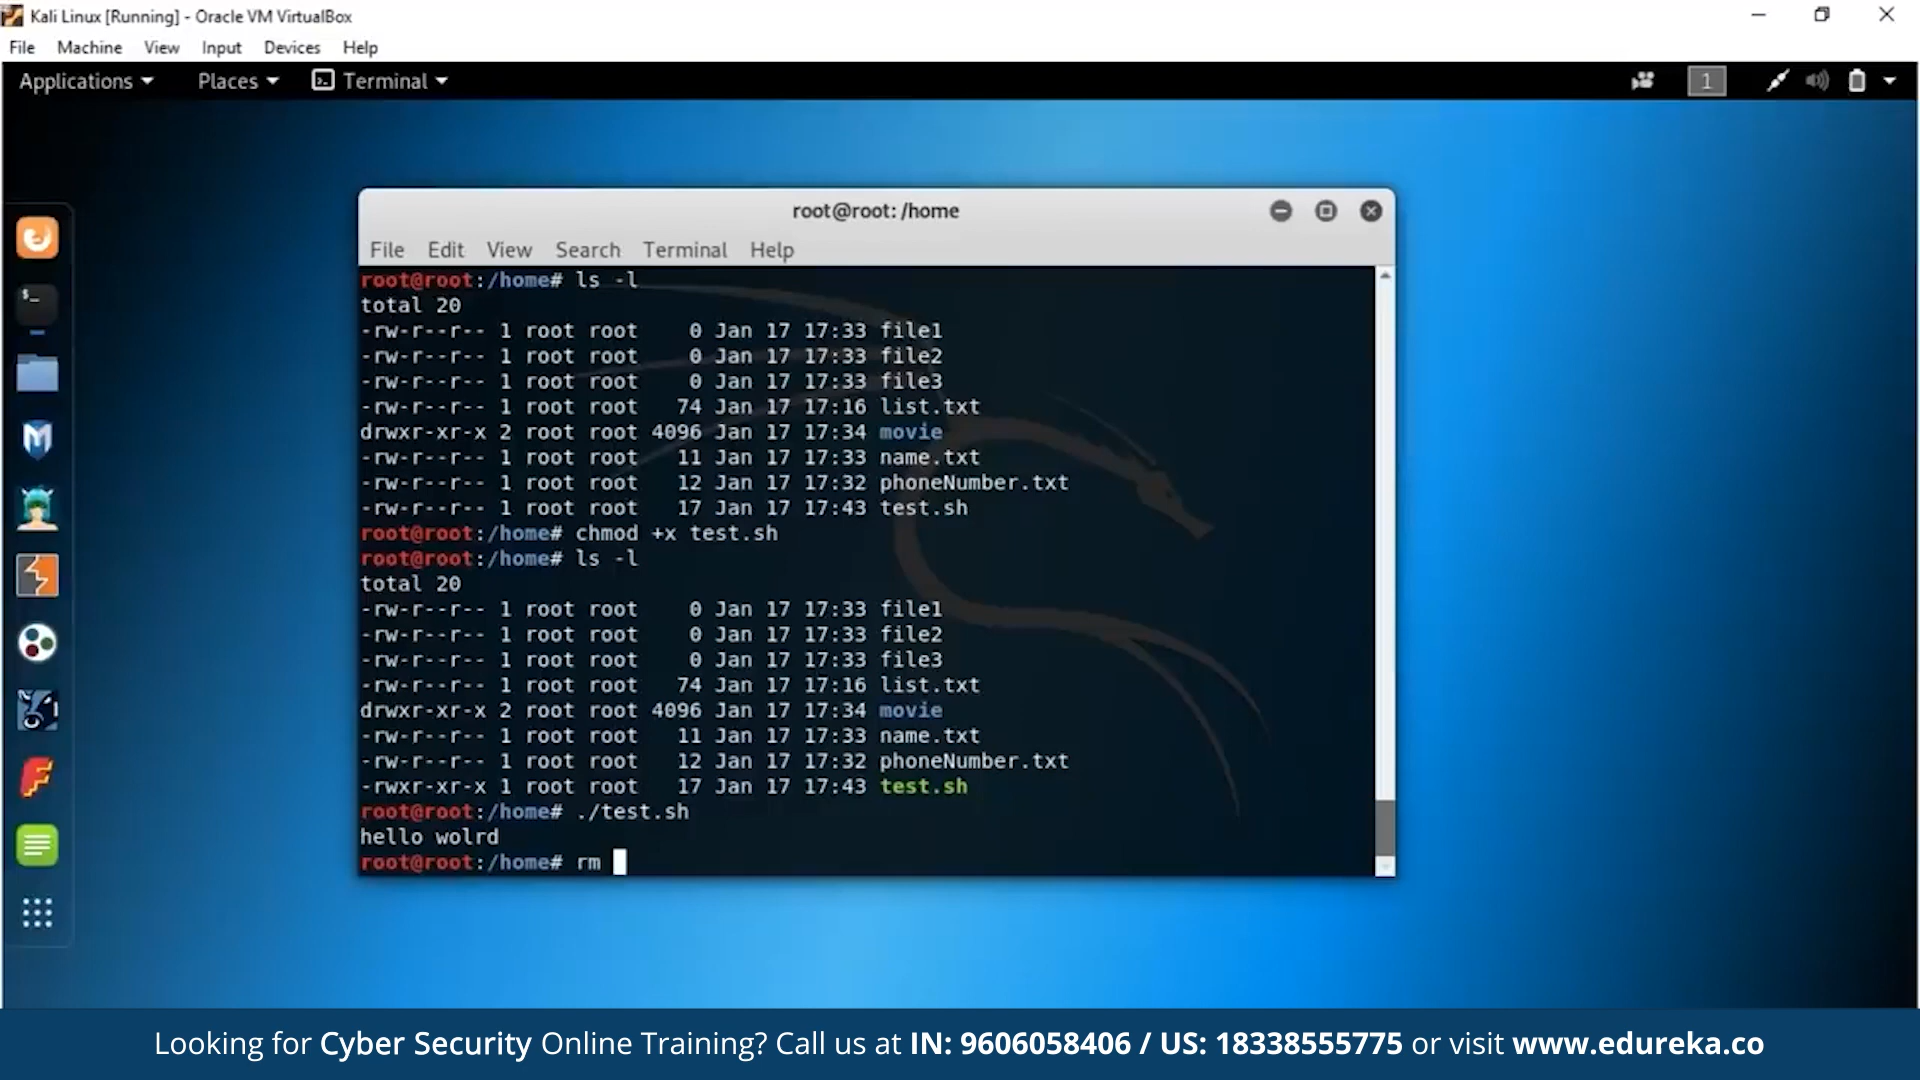 Kali Linux [Running] - Oracle VM VirtualBox
File Machine View Input Devices Help
Applications Places Terminal 1
root@root: /home
File Edit View Search Terminal Help
root@root:/home# ls -l
total 20
-rw-r--r-- 1 root root 0 Jan 17 17:33 file1
-rw-r--r-- 1 root root 0 Jan 17 17:33 file2
-rw-r--r-- 1 root root 0 Jan 17 17:33 file3
-rw-r--r-- 1 root root 74 Jan 17 17:16 list.txt
drwxr-xr-x 2 root root 4096 Jan 17 17:34 movie
-rw-r--r-- 1 root root 11 Jan 17 17:33 name.txt
-rw-r--r-- 1 root root 12 Jan 17 17:32 phoneNumber.txt
-rw-r--r-- 1 root root 17 Jan 17 17:43 test.sh
root@root:/home# chmod +x test.sh
root@root:/home# ls -l
total 20
-rw-r--r-- 1 root root 0 Jan 17 17:33 file1
-rw-r--r-- 1 root root 0 Jan 17 17:33 file2
-rw-r--r-- 1 root root 0 Jan 17 17:33 file3
-rw-r--r-- 1 root root 74 Jan 17 17:16 list.txt
drwxr-xr-x 2 root root 4096 Jan 17 17:34 movie
-rw-r--r-- 1 root root 11 Jan 17 17:33 name.txt
-rw-r--r-- 1 root root 12 Jan 17 17:32 phoneNumber.txt
-rwxr-xr-x 1 root root 17 Jan 17 17:43 test.sh
root@root:/home# ./test.sh
hello wolrd
root@root:/home# rm
Looking for Cyber Security Online Training? Call us at IN: 9606058406 / US: 18338555775 or visit www.edureka.co